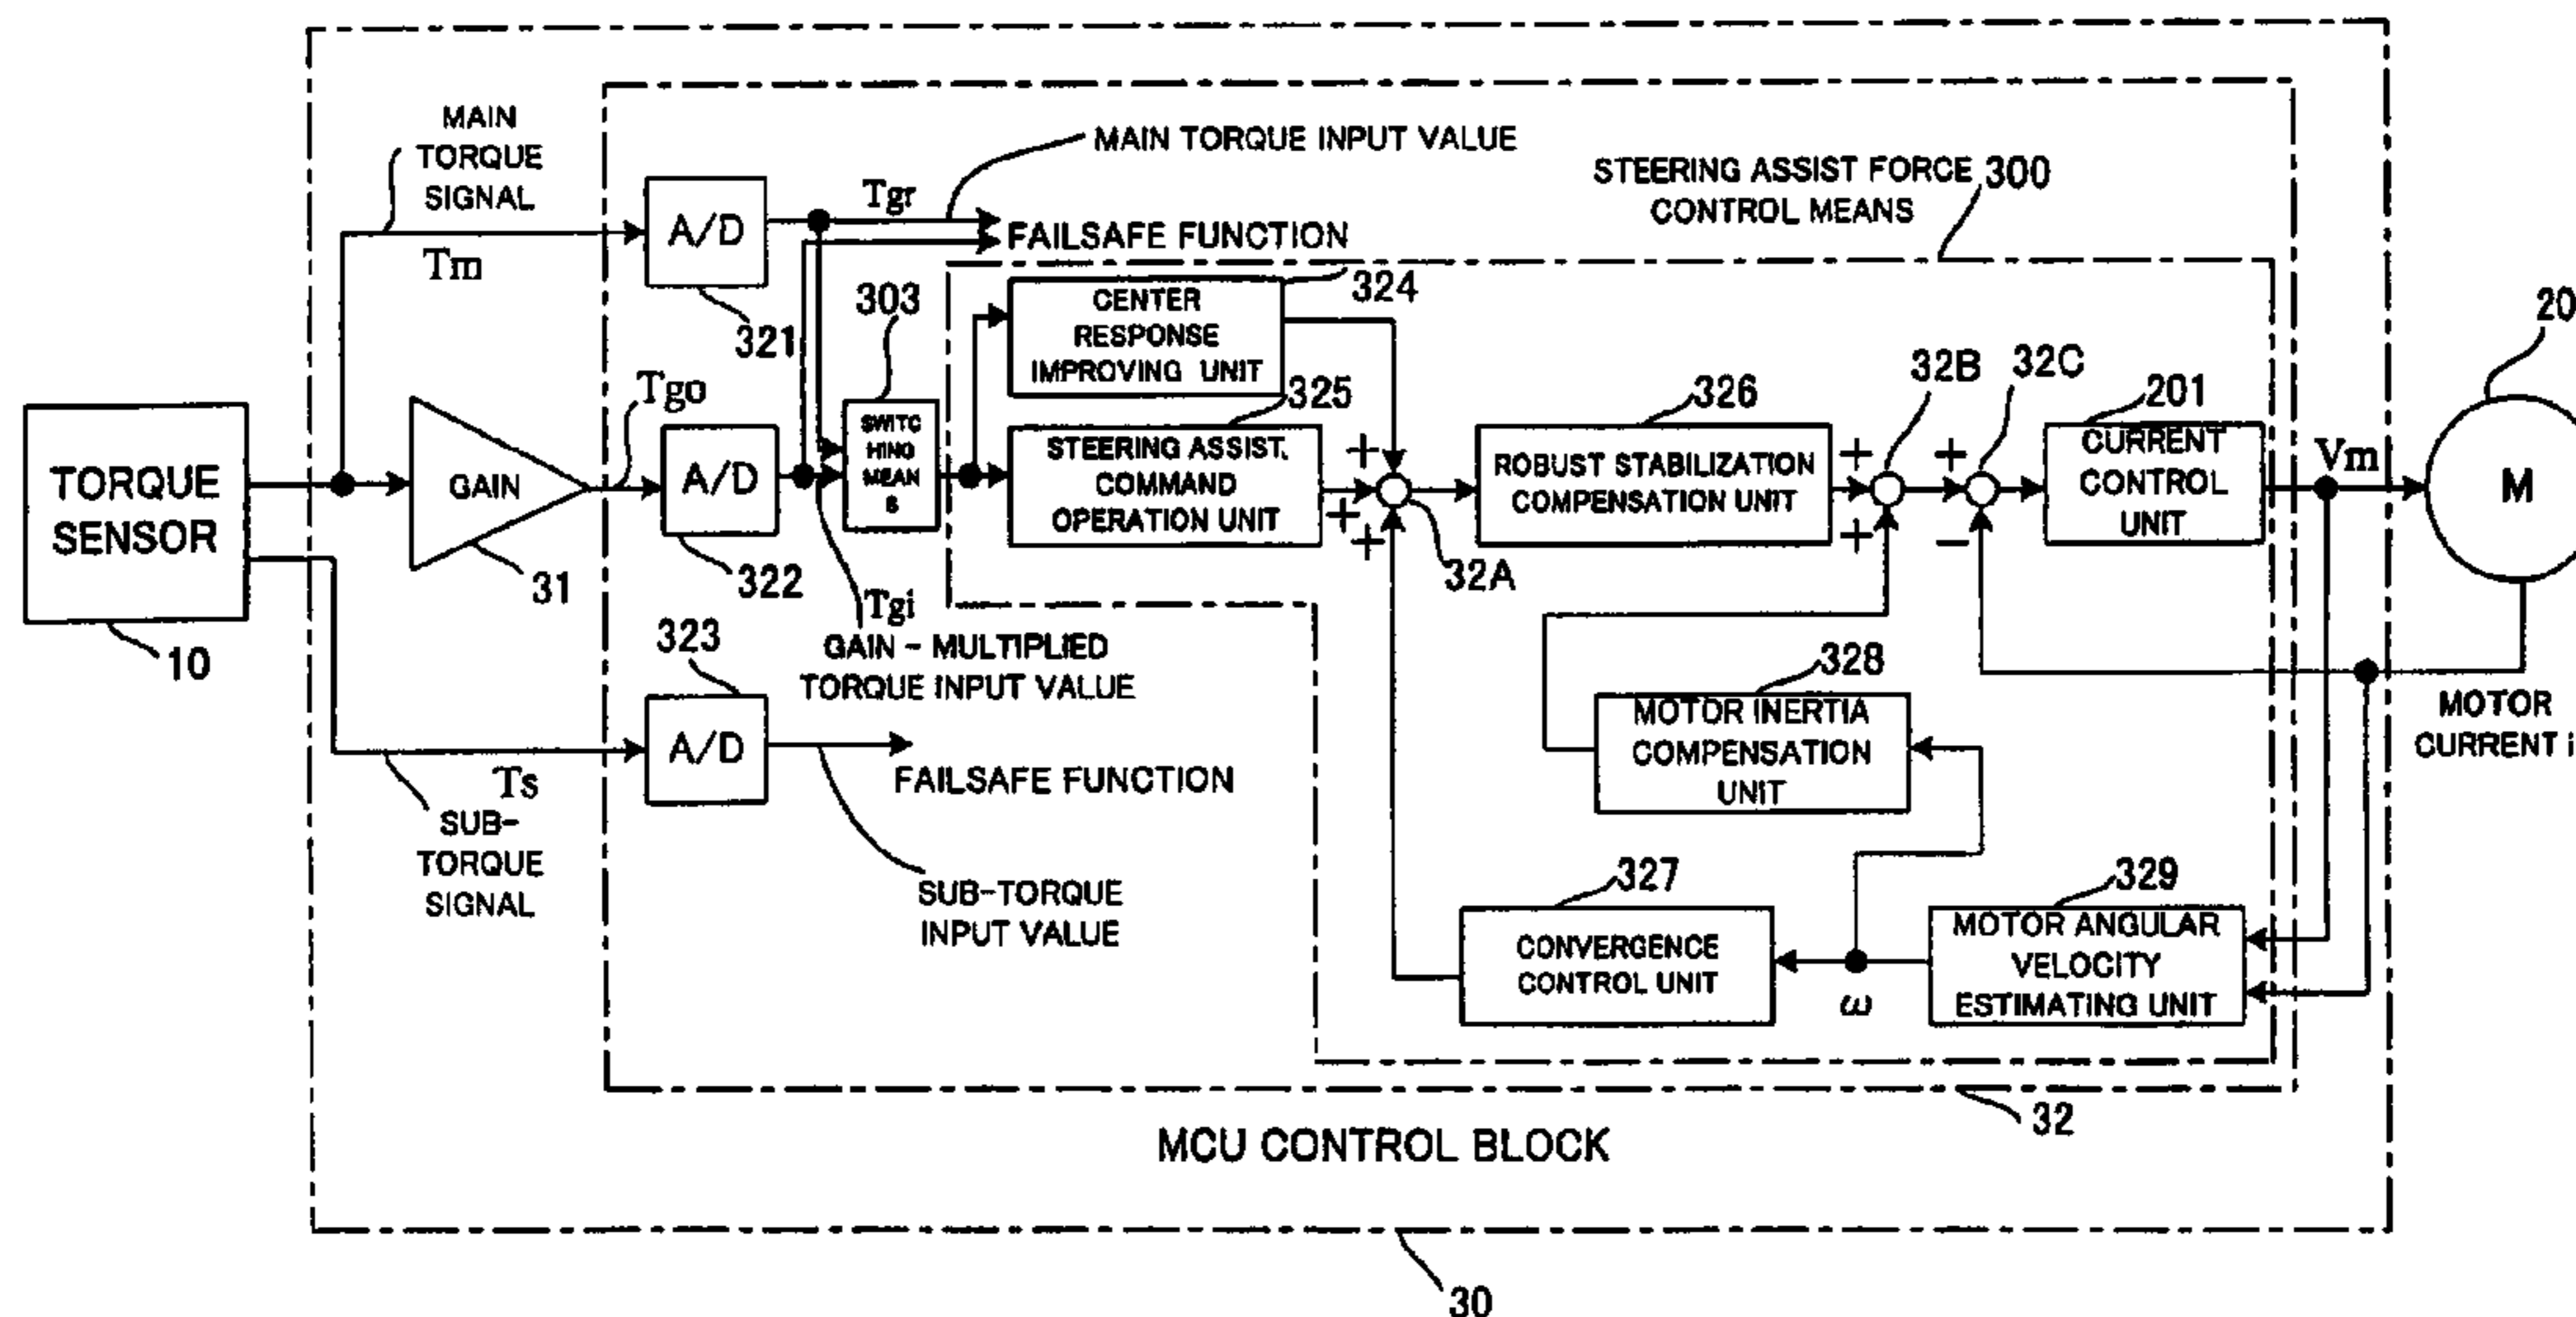 MAIN
TORQUE
SIGNAL
Tm
A/D
321
Tgr
MAIN TORQUE INPUT VALUE
FAILSAFE FUNCTION
STEERING ASSIST FORCE
CONTROL MEANS
300
303
SWITC
HING
MEAN
S
CENTER
RESPONSE
IMPROVING UNIT
324
TORQUE
SENSOR
10
GAIN
31
Tgo
A/D
322
Tgi
GAIN - MULTIPLIED
TORQUE INPUT VALUE
STEERING ASSIST.
COMMAND
OPERATION UNIT
325
+
+
+
32A
ROBUST STABILIZATION
COMPENSATION UNIT
326
+
+
32B
+
−
32C
CURRENT
CONTROL
UNIT
201
Vm
M
20
MOTOR
CURRENT i
Ts
SUB-
TORQUE
SIGNAL
323
A/D
FAILSAFE FUNCTION
SUB-TORQUE
INPUT VALUE
MOTOR INERTIA
COMPENSATION
UNIT
328
CONVERGENCE
CONTROL UNIT
327
ω
MOTOR ANGULAR
VELOCITY
ESTIMATING UNIT
329
32
MCU CONTROL BLOCK
30